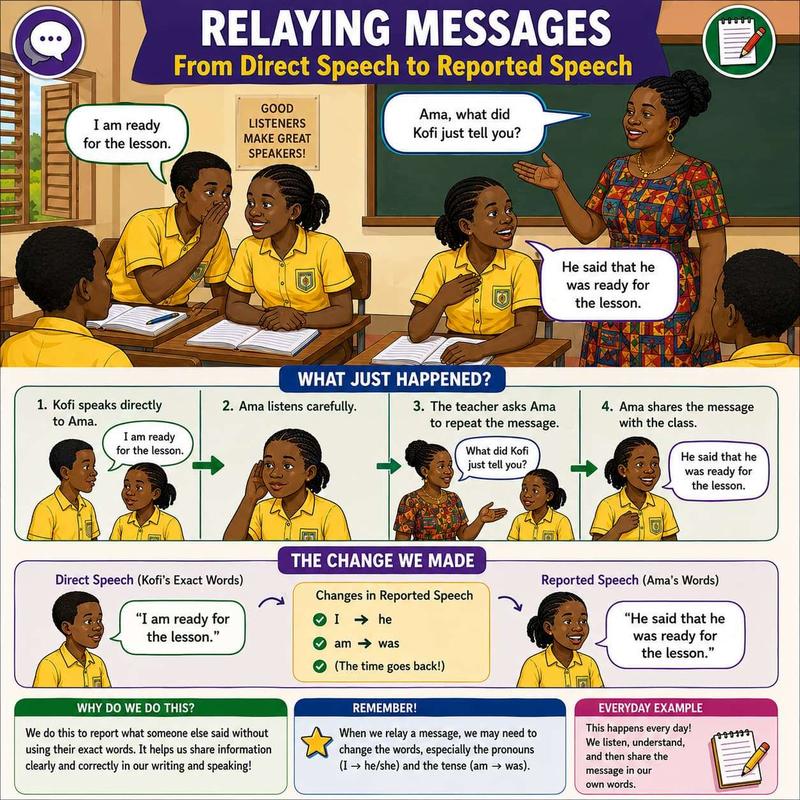 RELAYING MESSAGES
From Direct Speech to Reported Speech
I am ready
for the lesson.
GOOD
LISTENERS
MAKE GREAT
SPEAKERS!
Ama, what did
Kofi just tell you?
He said that he
was ready for
the lesson.
WHAT JUST HAPPENED?
1. Kofi speaks directly
to Ama.
I am ready
for the lesson.
2. Ama listens carefully.
3. The teacher asks Ama
to repeat the message.
What did Kofi
just tell you?
4. Ama shares the message
with the class.
He said that he
was ready for
the lesson.
THE CHANGE WE MADE
Direct Speech (Kofi's Exact Words)
“I am ready for
the lesson.”
Changes in Reported Speech
I → he
am → was
(The time goes back!)
Reported Speech (Ama's Words)
“He said that he
was ready for
the lesson.”
WHY DO WE DO THIS?
We do this to report what someone else said without
using their exact words. It helps us share information
clearly and correctly in our writing and speaking!
REMEMBER!
When we relay a message, we may need to
change the words, especially the pronouns
(I → he/she) and the tense (am → was).
EVERYDAY EXAMPLE
This happens every day!
We listen, understand,
and then share the
message in our
own words.